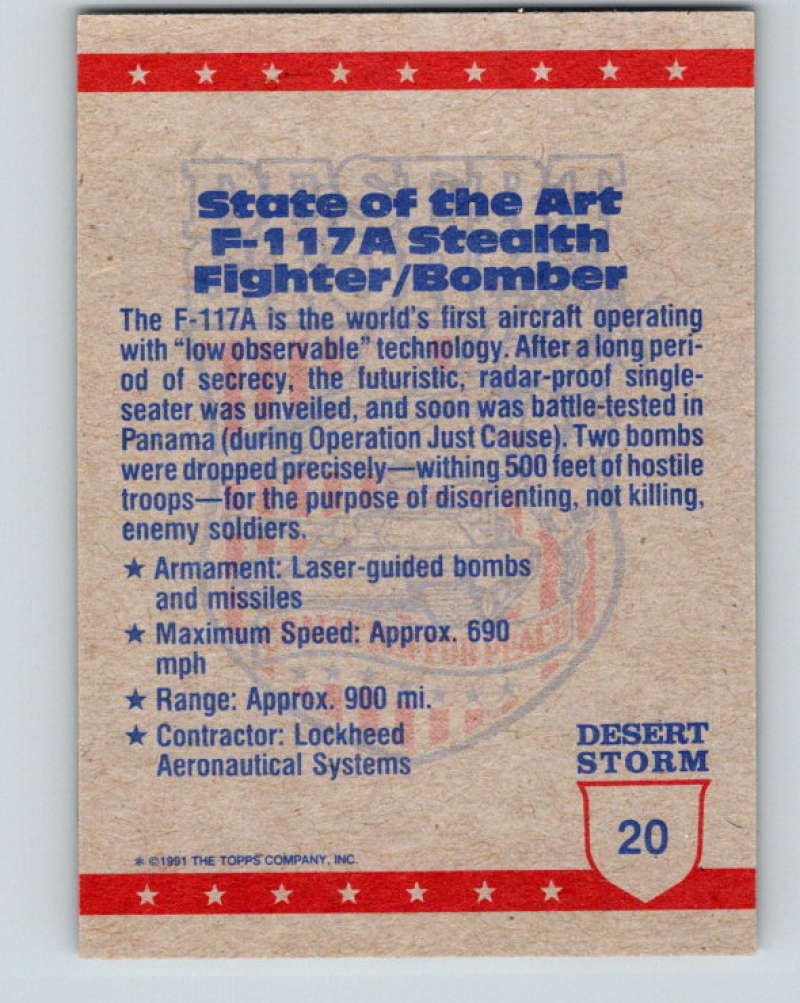 State of the Art
F-117A Stealth
Fighter/Bomber
The F-117A is the world's first aircraft operating
with "low observable" technology. After a long peri-
od of secrecy, the futuristic, radar-proof single-
seater was unveiled, and soon was battle-tested in
Panama (during Operation Just Cause). Two bombs
were dropped precisely—withing 500 feet of hostile
troops—for the purpose of disorienting, not killing,
enemy soldiers.
★ Armament: Laser-guided bombs
and missiles
★ Maximum Speed: Approx. 690
mph
★ Range: Approx. 900 mi.
★ Contractor: Lockheed
Aeronautical Systems
DESERT
STORM
20
* ©1991 THE TOPPS COMPANY, INC.